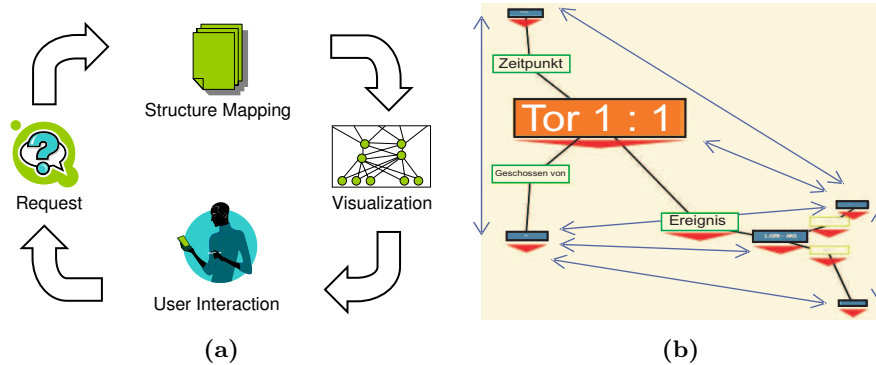 Structure Mapping
Request
Visualization
User Interaction
(a)
Zeitpunkt
Tor 1 : 1
Geschossen von
Ereignis
(b)